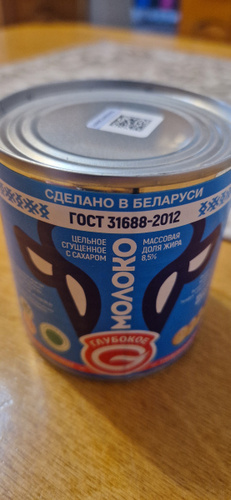 СДЕЛАНО В БЕЛАРУСИ
ГОСТ 31688-2012
ЦЕЛЬНОЕ
СГУЩЕННОЕ
С САХАРОМ
МОЛОКО
МАССОВАЯ
ДОЛЯ ЖИРА
8,5%
ГЛУБОКОЕ